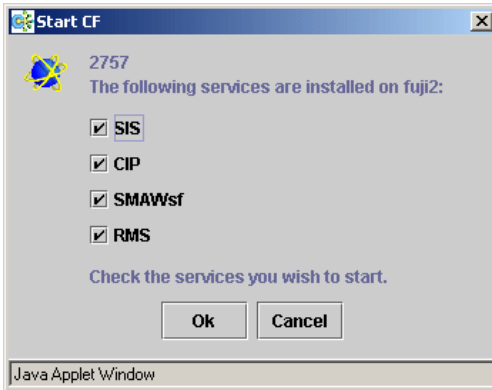 Start CF
2757
The following services are installed on fuji2:
SIS
CIP
SMAWsf
RMS
Check the services you wish to start.
Ok Cancel
Java Applet Window